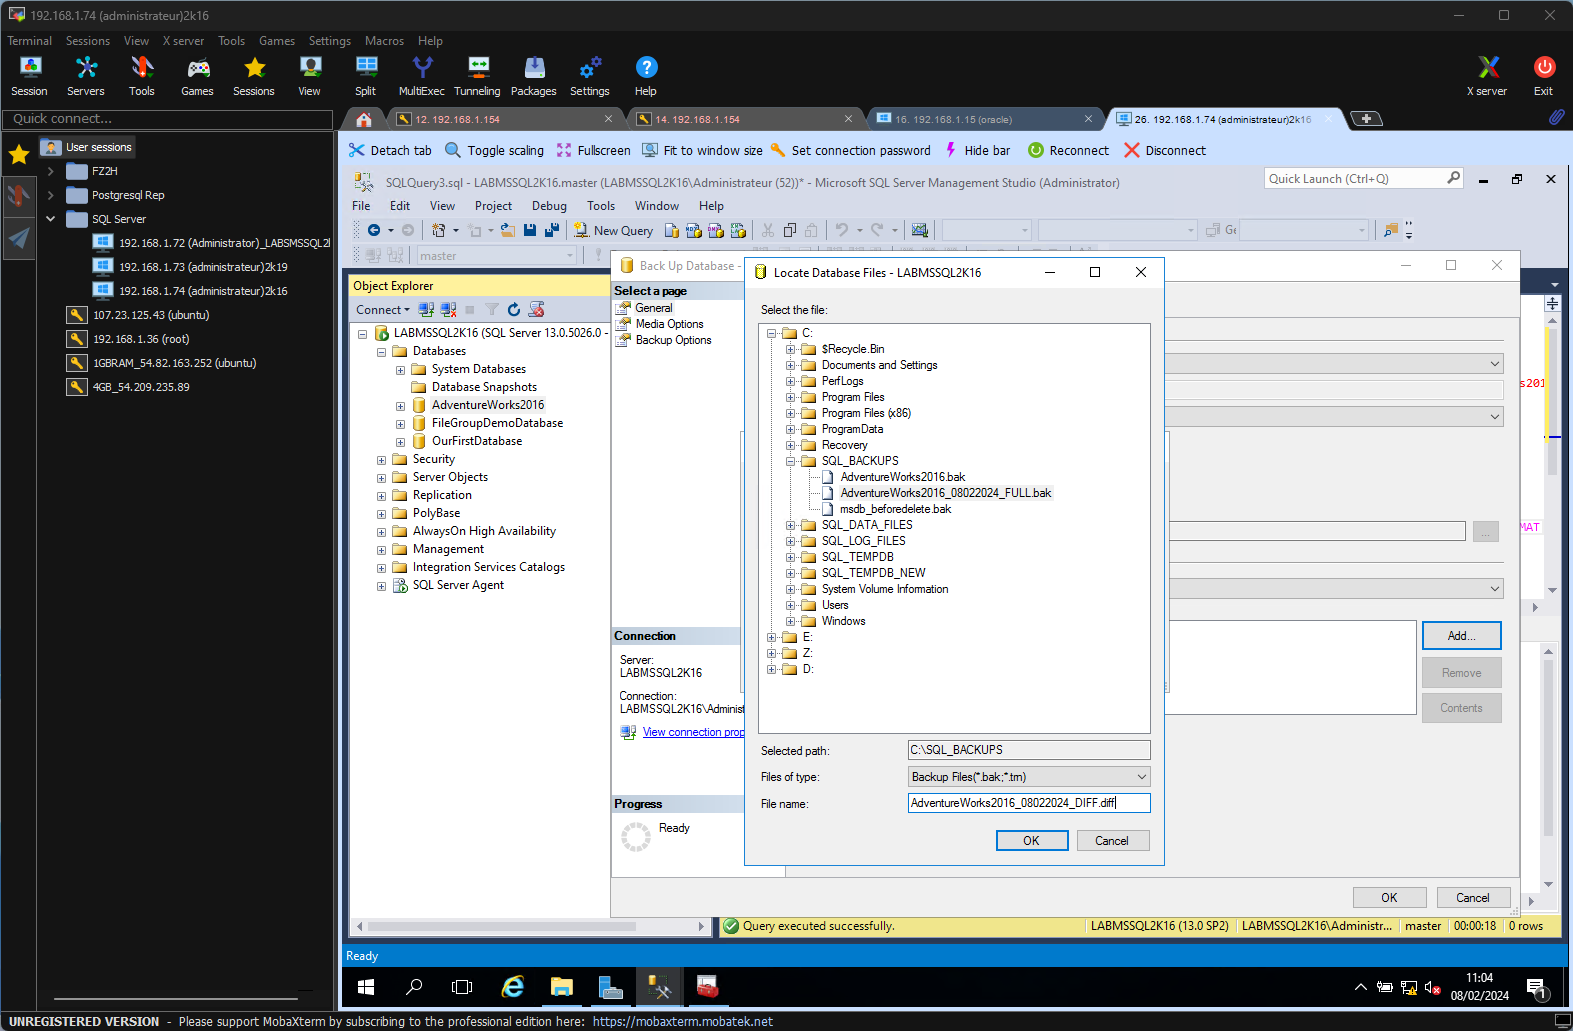 192.168.1.74 (administrateur)2k16
Terminal Sessions View X server Tools Games Settings Macros Help
Session Servers Tools Games Sessions View Split MultiExec Tunneling Packages Settings Help X server Exit
Quick connect...
12. 192.168.1.154
14. 192.168.1.154
16. 192.168.1.15 (oracle)
26. 192.168.1.74 (administrateur)2k16
User sessions
FZ2H
Postgresql Rep
SQL Server
192.168.1.72 (Administrator)_LABSMSSQL2
192.168.1.73 (administrateur)2k19
192.168.1.74 (administrateur)2k16
107.23.125.43 (ubuntu)
192.168.1.36 (root)
1GBRAM_54.82.163.252 (ubuntu)
4GB_54.209.235.89
Detach tab Toggle scaling Fullscreen Fit to window size Set connection password Hide bar Reconnect Disconnect
SQLQuery3.sql - LABMSSQL2K16.master (LABMSSQL2K16\Administrateur (52))* - Microsoft SQL Server Management Studio (Administrator)
Quick Launch (Ctrl+Q)
File Edit View Project Debug Tools Window Help
New Query
Ge
master
Object Explorer
Connect
LABMSSQL2K16 (SQL Server 13.0.5026.0 -
Databases
System Databases
Database Snapshots
AdventureWorks2016
FileGroupDemoDatabase
OurFirstDatabase
Security
Server Objects
Replication
PolyBase
AlwaysOn High Availability
Management
Integration Services Catalogs
SQL Server Agent
Back Up Database -
Select a page
General
Media Options
Backup Options
Connection
Server:
LABMSSQL2K16
Connection:
LABMSSQL2K16\Administ
View connection prop
Progress
Ready
Locate Database Files - LABMSSQL2K16
Select the file:
C:
$Recycle.Bin
Documents and Settings
PerfLogs
Program Files
Program Files (x86)
ProgramData
Recovery
SQL_BACKUPS
AdventureWorks2016.bak
AdventureWorks2016_08022024_FULL.bak
msdb_beforedelete.bak
SQL_DATA_FILES
SQL_LOG_FILES
SQL_TEMPDB
SQL_TEMPDB_NEW
System Volume Information
Users
Windows
E:
Z:
D:
Selected path: C:\SQL_BACKUPS
Files of type: Backup Files(*.bak;*.trn)
File name: AdventureWorks2016_08022024_DIFF.diff
OK Cancel
s201
MAT
...
Add...
Remove
Contents
OK Cancel
Query executed successfully. LABMSSQL2K16 (13.0 SP2) LABMSSQL2K16\Administr... master 00:00:18 0 rows
Ready
11:04
08/02/2024
1
UNREGISTERED VERSION - Please support MobaXterm by subscribing to the professional edition here: https://mobaxterm.mobatek.net